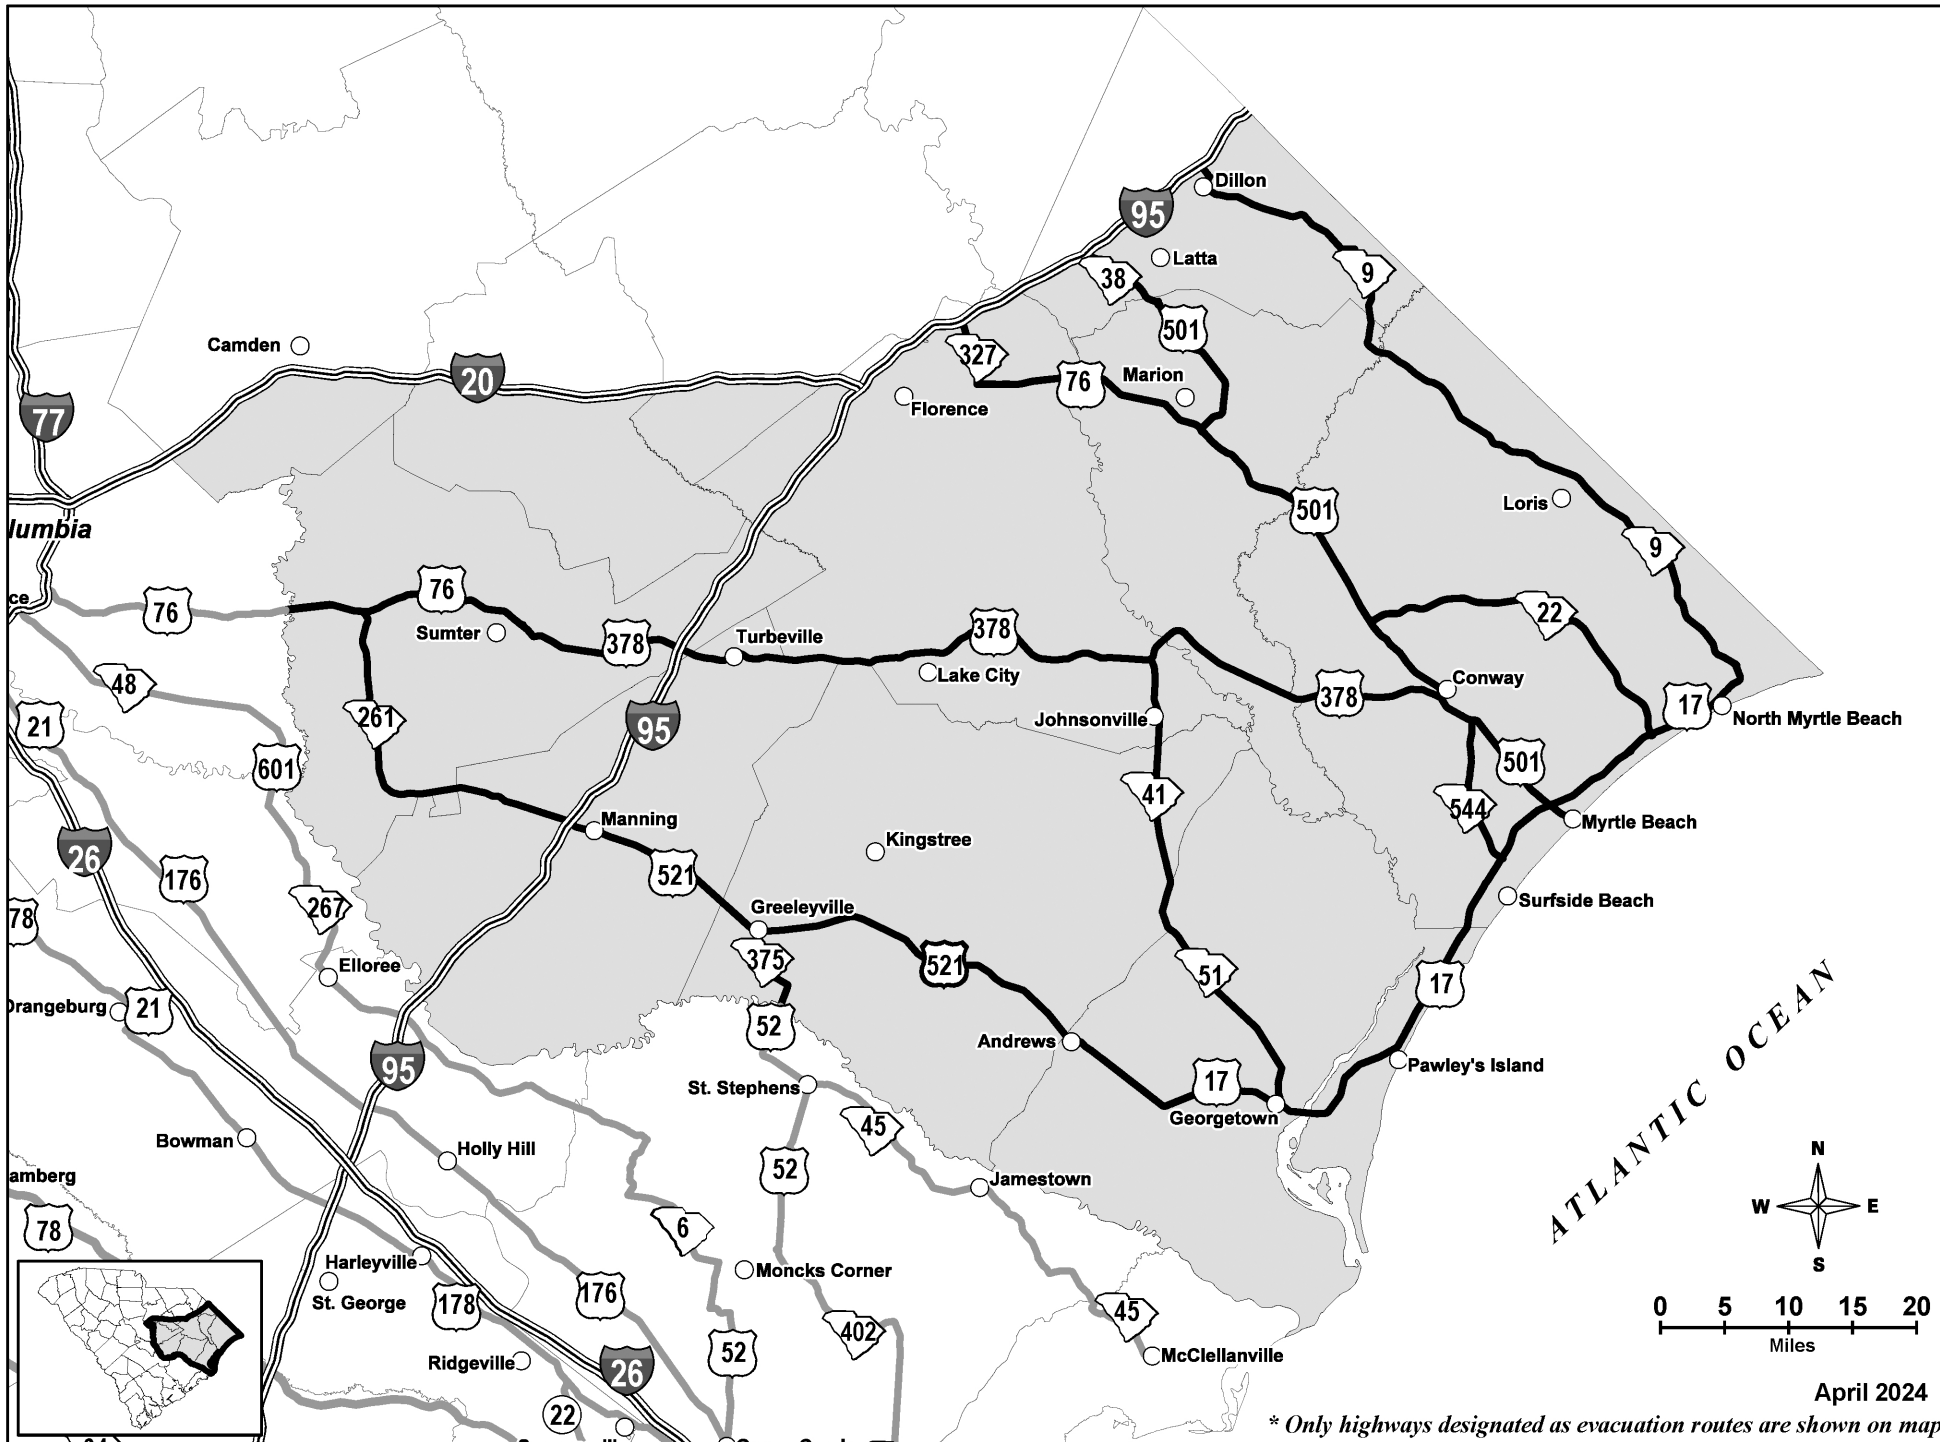 Dillon
95
Latta
9
38
501
Camden
327
20
76
Marion
77
Florence
501
Loris
lumbia
9
76
ce
76
22
Sumter
378
Turbeville
378
Lake City
48
378
Conway
17
21
261
95
Johnsonville
North Myrtle Beach
601
501
41
544
Manning
Myrtle Beach
Kingstree
26
521
176
Greeleyville
Surfside Beach
78
267
375
521
51
Elloree
17
ATLANTIC OCEAN
Orangeburg
21
52
Andrews
95
Pawley's Island
17
St. Stephens
Georgetown
45
Bowman
Holly Hill
N
52
amberg
Jamestown
W
E
78
6
S
Harleyville
Moncks Corner
St. George
178
176
0 5 10 15 20
Miles
45
402
52
Ridgeville
McClellanville
26
April 2024
22
* Only highways designated as evacuation routes are shown on map